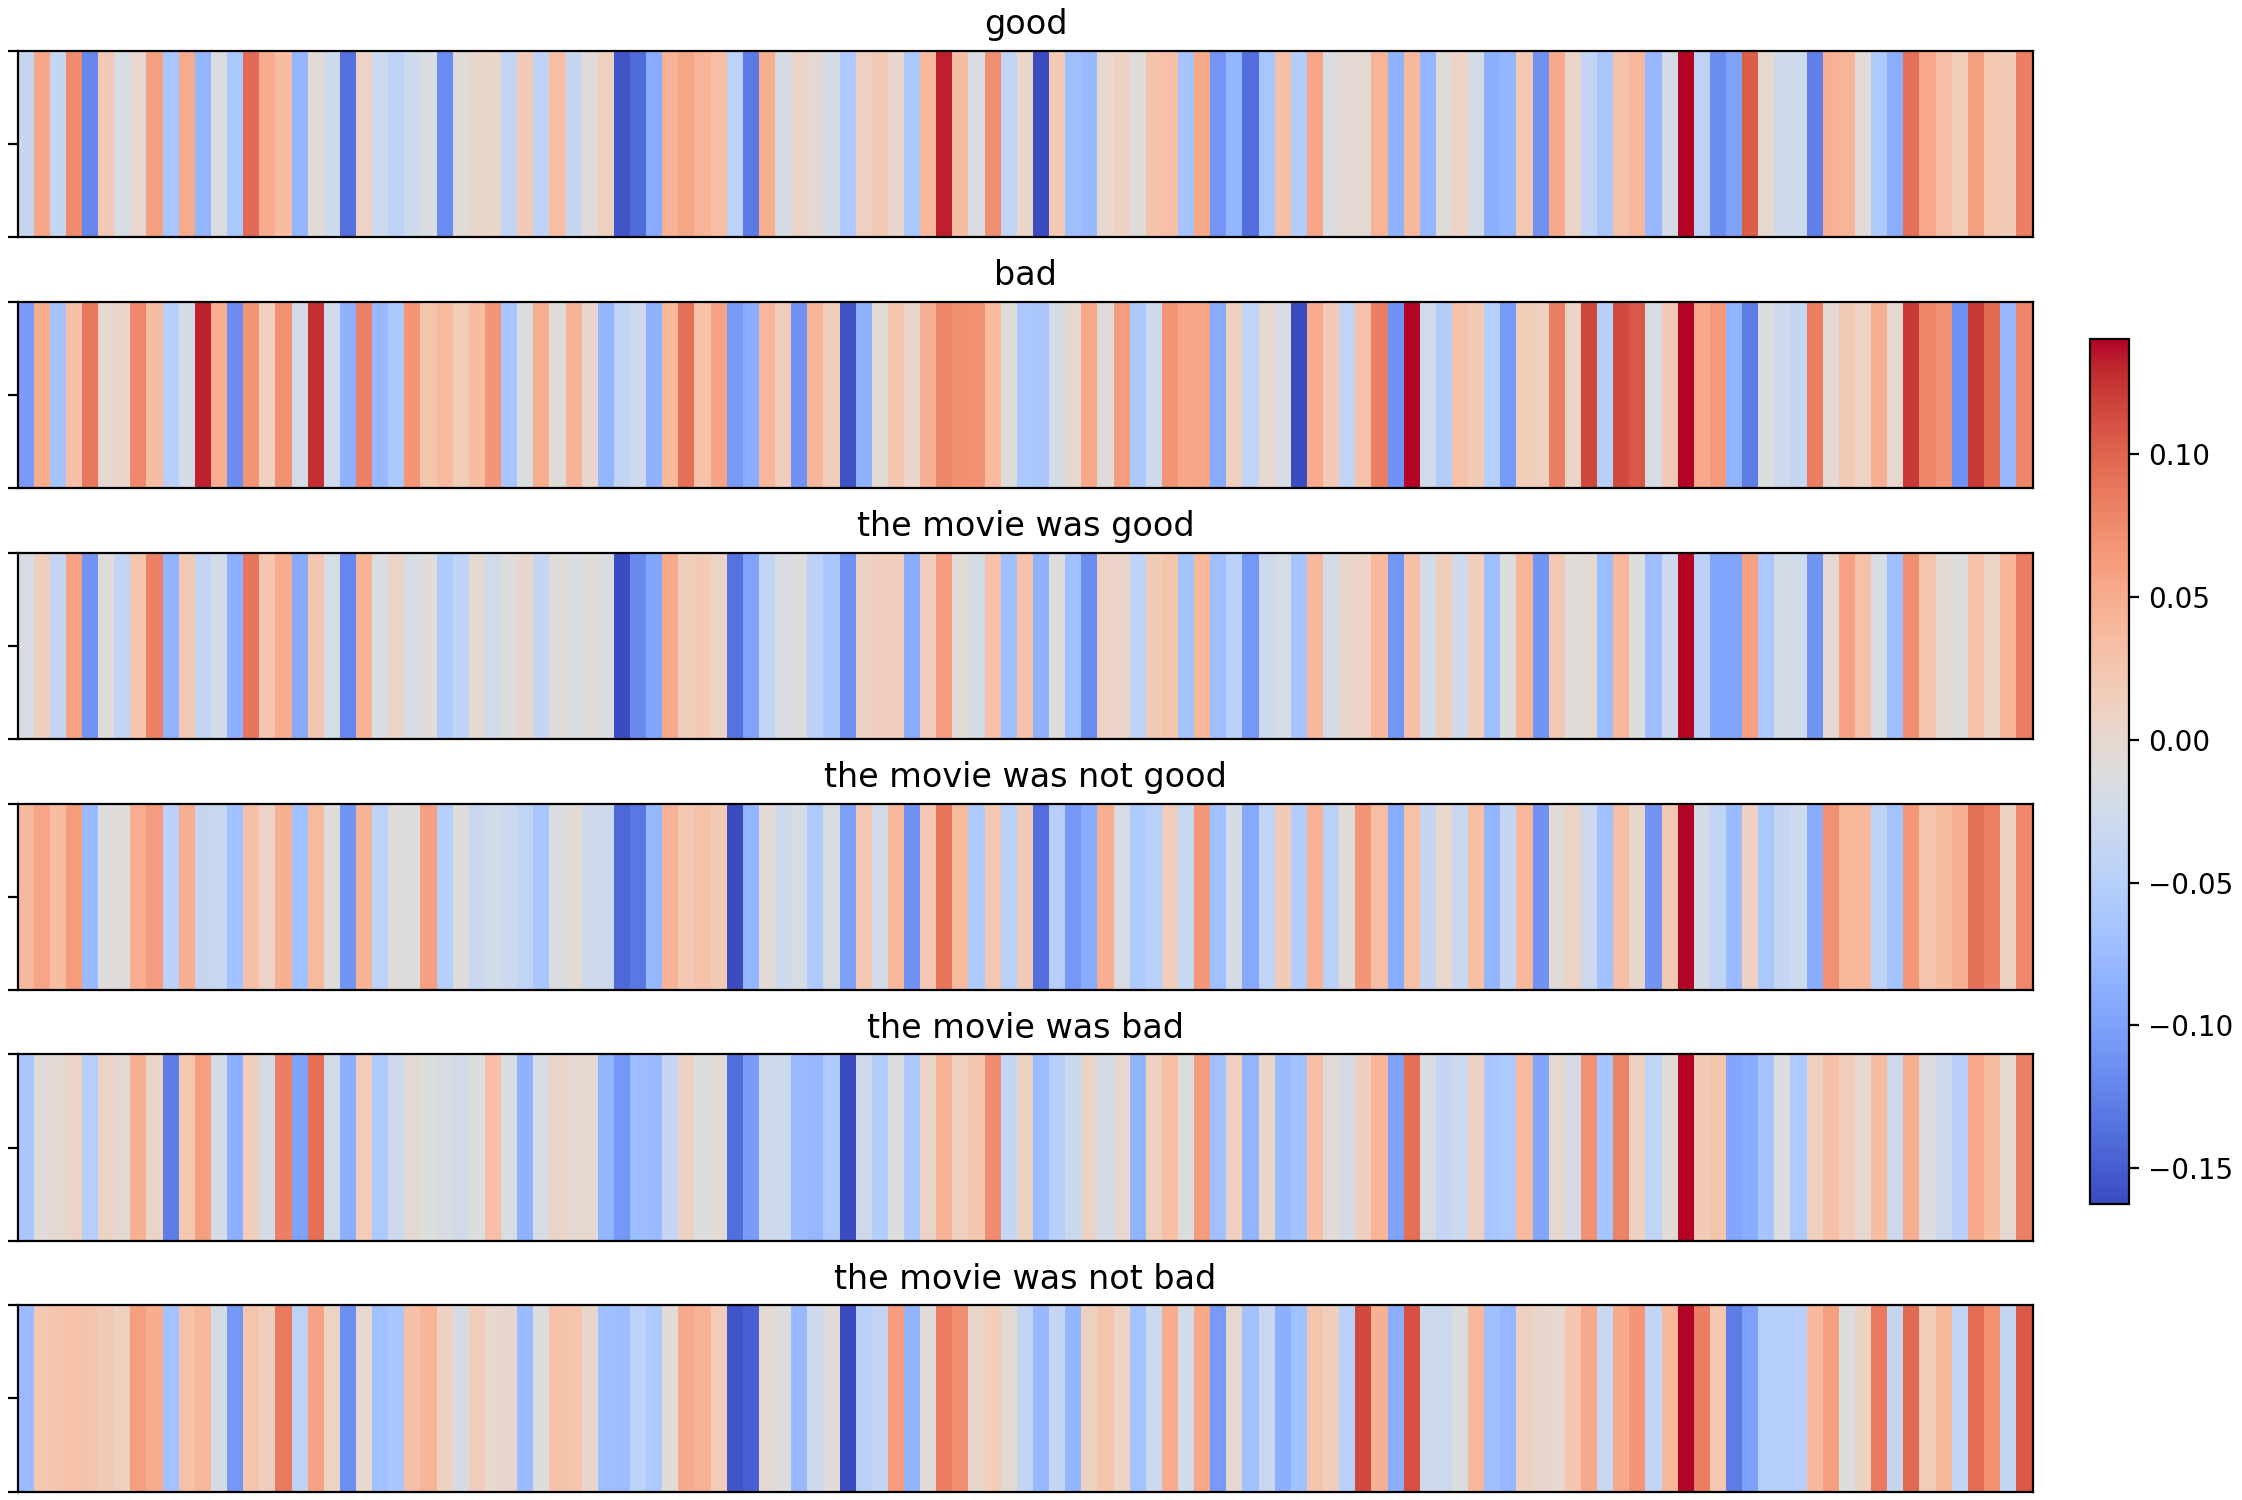 good
bad
the movie was good
the movie was not good
the movie was bad
the movie was not bad
0.10
0.05
0.00
−0.05
−0.10
−0.15